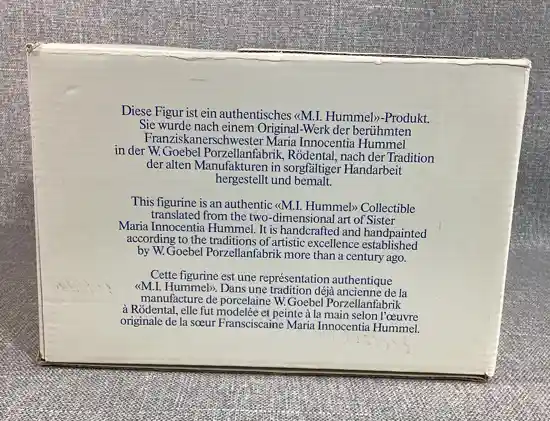 Diese Figur ist ein authentisches «M.I. Hummel»-Produkt.
Sie wurde nach einem Original-Werk der berühmten
Franziskanerschwester Maria Innocentia Hummel
in der W. Goebel Porzellanfabrik, Rödental, nach der Tradition
der alten Manufakturen in sorgfältiger Handarbeit
hergestellt und bemalt.
This figurine is an authentic «M.I. Hummel» Collectible
translated from the two-dimensional art of Sister
Maria Innocentia Hummel. It is handcrafted and handpainted
according to the traditions of artistic excellence established
by W. Goebel Porzellanfabrik more than a century ago.
Cette figurine est une représentation authentique
«M.I. Hummel». Dans une tradition déjà ancienne de la
manufacture de porcelaine W. Goebel Porzellanfabrik
à Rödental, elle fut modelée et peinte à la main selon l'œuvre
originale de la sœur Fransciscaine Maria Innocentia Hummel.